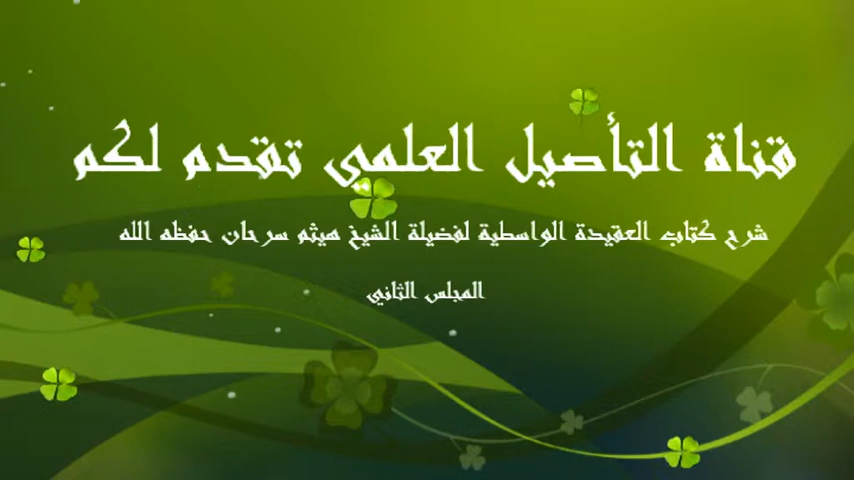 قناة التأصيل العلمي تقدم لكم
شرح كتاب العقيدة الواسطية لفضيلة الشيخ هيثم سرحان حفظه الله
المجلس الثاني